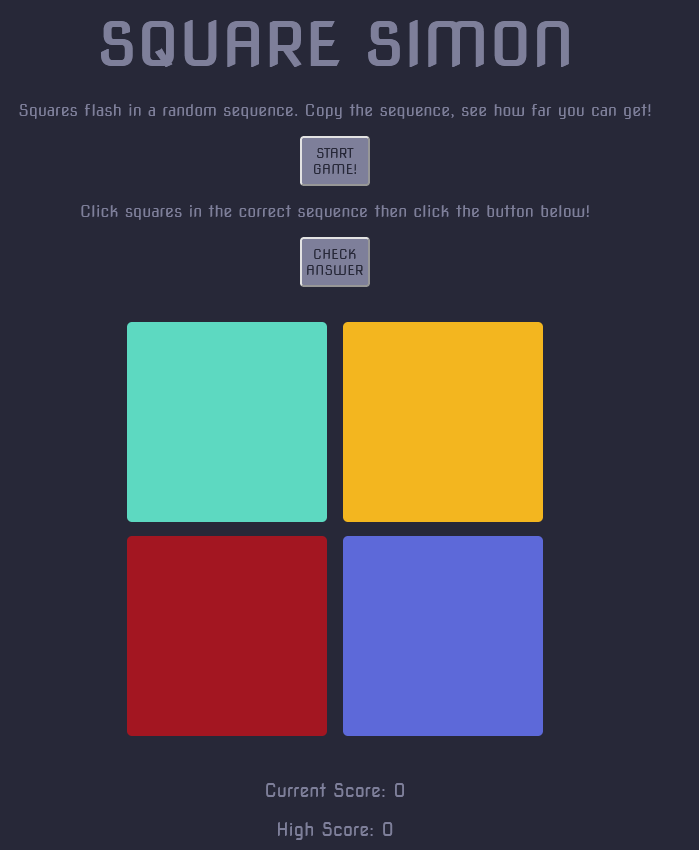 SQUARE SIMON
Squares flash in a random sequence. Copy the sequence, see how far you can get!
START
GAME!
Click squares in the correct sequence then click the button below!
CHECK
ANSWER
Current Score: 0
High Score: 0